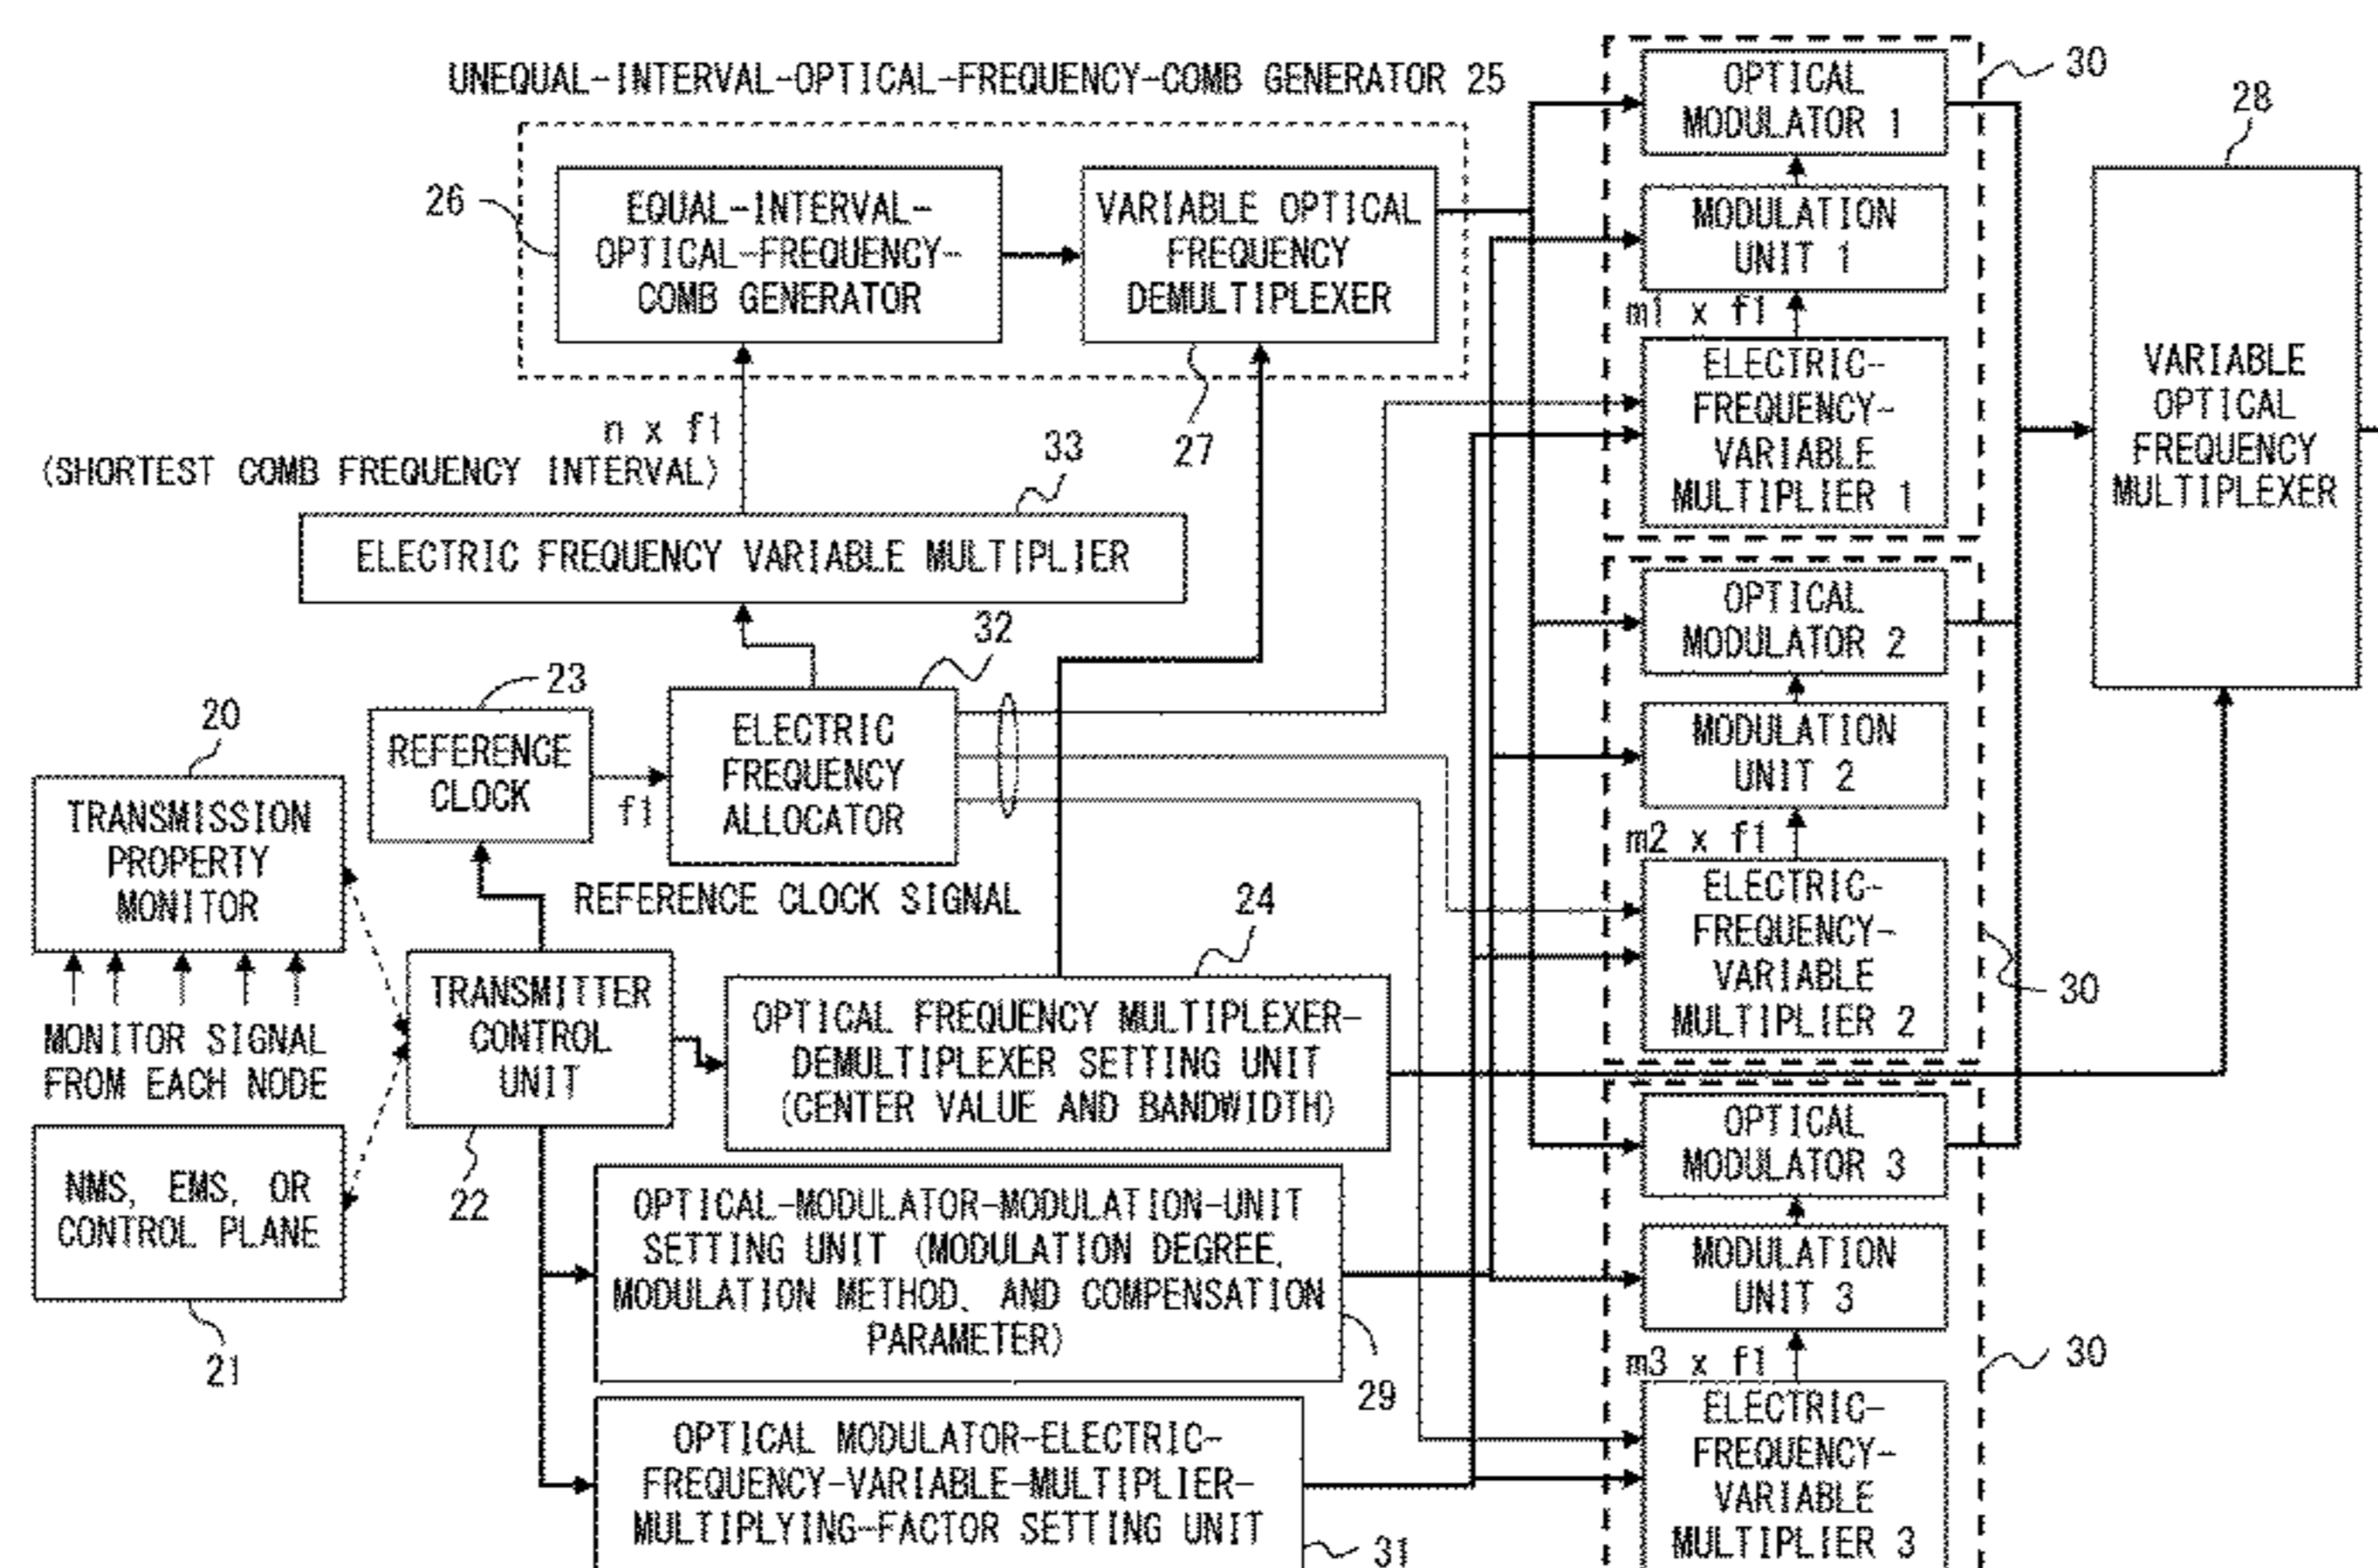 UNEQUAL-INTERVAL-OPTICAL-FREQUENCY-COMB GENERATOR 25
26
EQUAL-INTERVAL-
OPTICAL-FREQUENCY-
COMB GENERATOR
VARIABLE OPTICAL
FREQUENCY
DEMULTIPLEXER
27
n x f1
(SHORTEST COMB FREQUENCY INTERVAL)
33
ELECTRIC FREQUENCY VARIABLE MULTIPLIER
32
23
REFERENCE
CLOCK
f1
ELECTRIC
FREQUENCY
ALLOCATOR
REFERENCE CLOCK SIGNAL
20
TRANSMISSION
PROPERTY
MONITOR
MONITOR SIGNAL
FROM EACH NODE
NMS, EMS, OR
CONTROL PLANE
21
TRANSMITTER
CONTROL
UNIT
22
24
OPTICAL FREQUENCY MULTIPLEXER-
DEMULTIPLEXER SETTING UNIT
(CENTER VALUE AND BANDWIDTH)
OPTICAL-MODULATOR-MODULATION-UNIT
SETTING UNIT (MODULATION DEGREE,
MODULATION METHOD, AND COMPENSATION
PARAMETER)
29
OPTICAL MODULATOR-ELECTRIC-
FREQUENCY-VARIABLE-MULTIPLIER-
MULTIPLYING-FACTOR SETTING UNIT
31
OPTICAL
MODULATOR 1
30
MODULATION
UNIT 1
m1 x f1
ELECTRIC-
FREQUENCY-
VARIABLE
MULTIPLIER 1
OPTICAL
MODULATOR 2
MODULATION
UNIT 2
m2 x f1
ELECTRIC-
FREQUENCY-
VARIABLE
MULTIPLIER 2
30
OPTICAL
MODULATOR 3
MODULATION
UNIT 3
m3 x f1
30
ELECTRIC-
FREQUENCY-
VARIABLE
MULTIPLIER 3
28
VARIABLE
OPTICAL
FREQUENCY
MULTIPLEXER